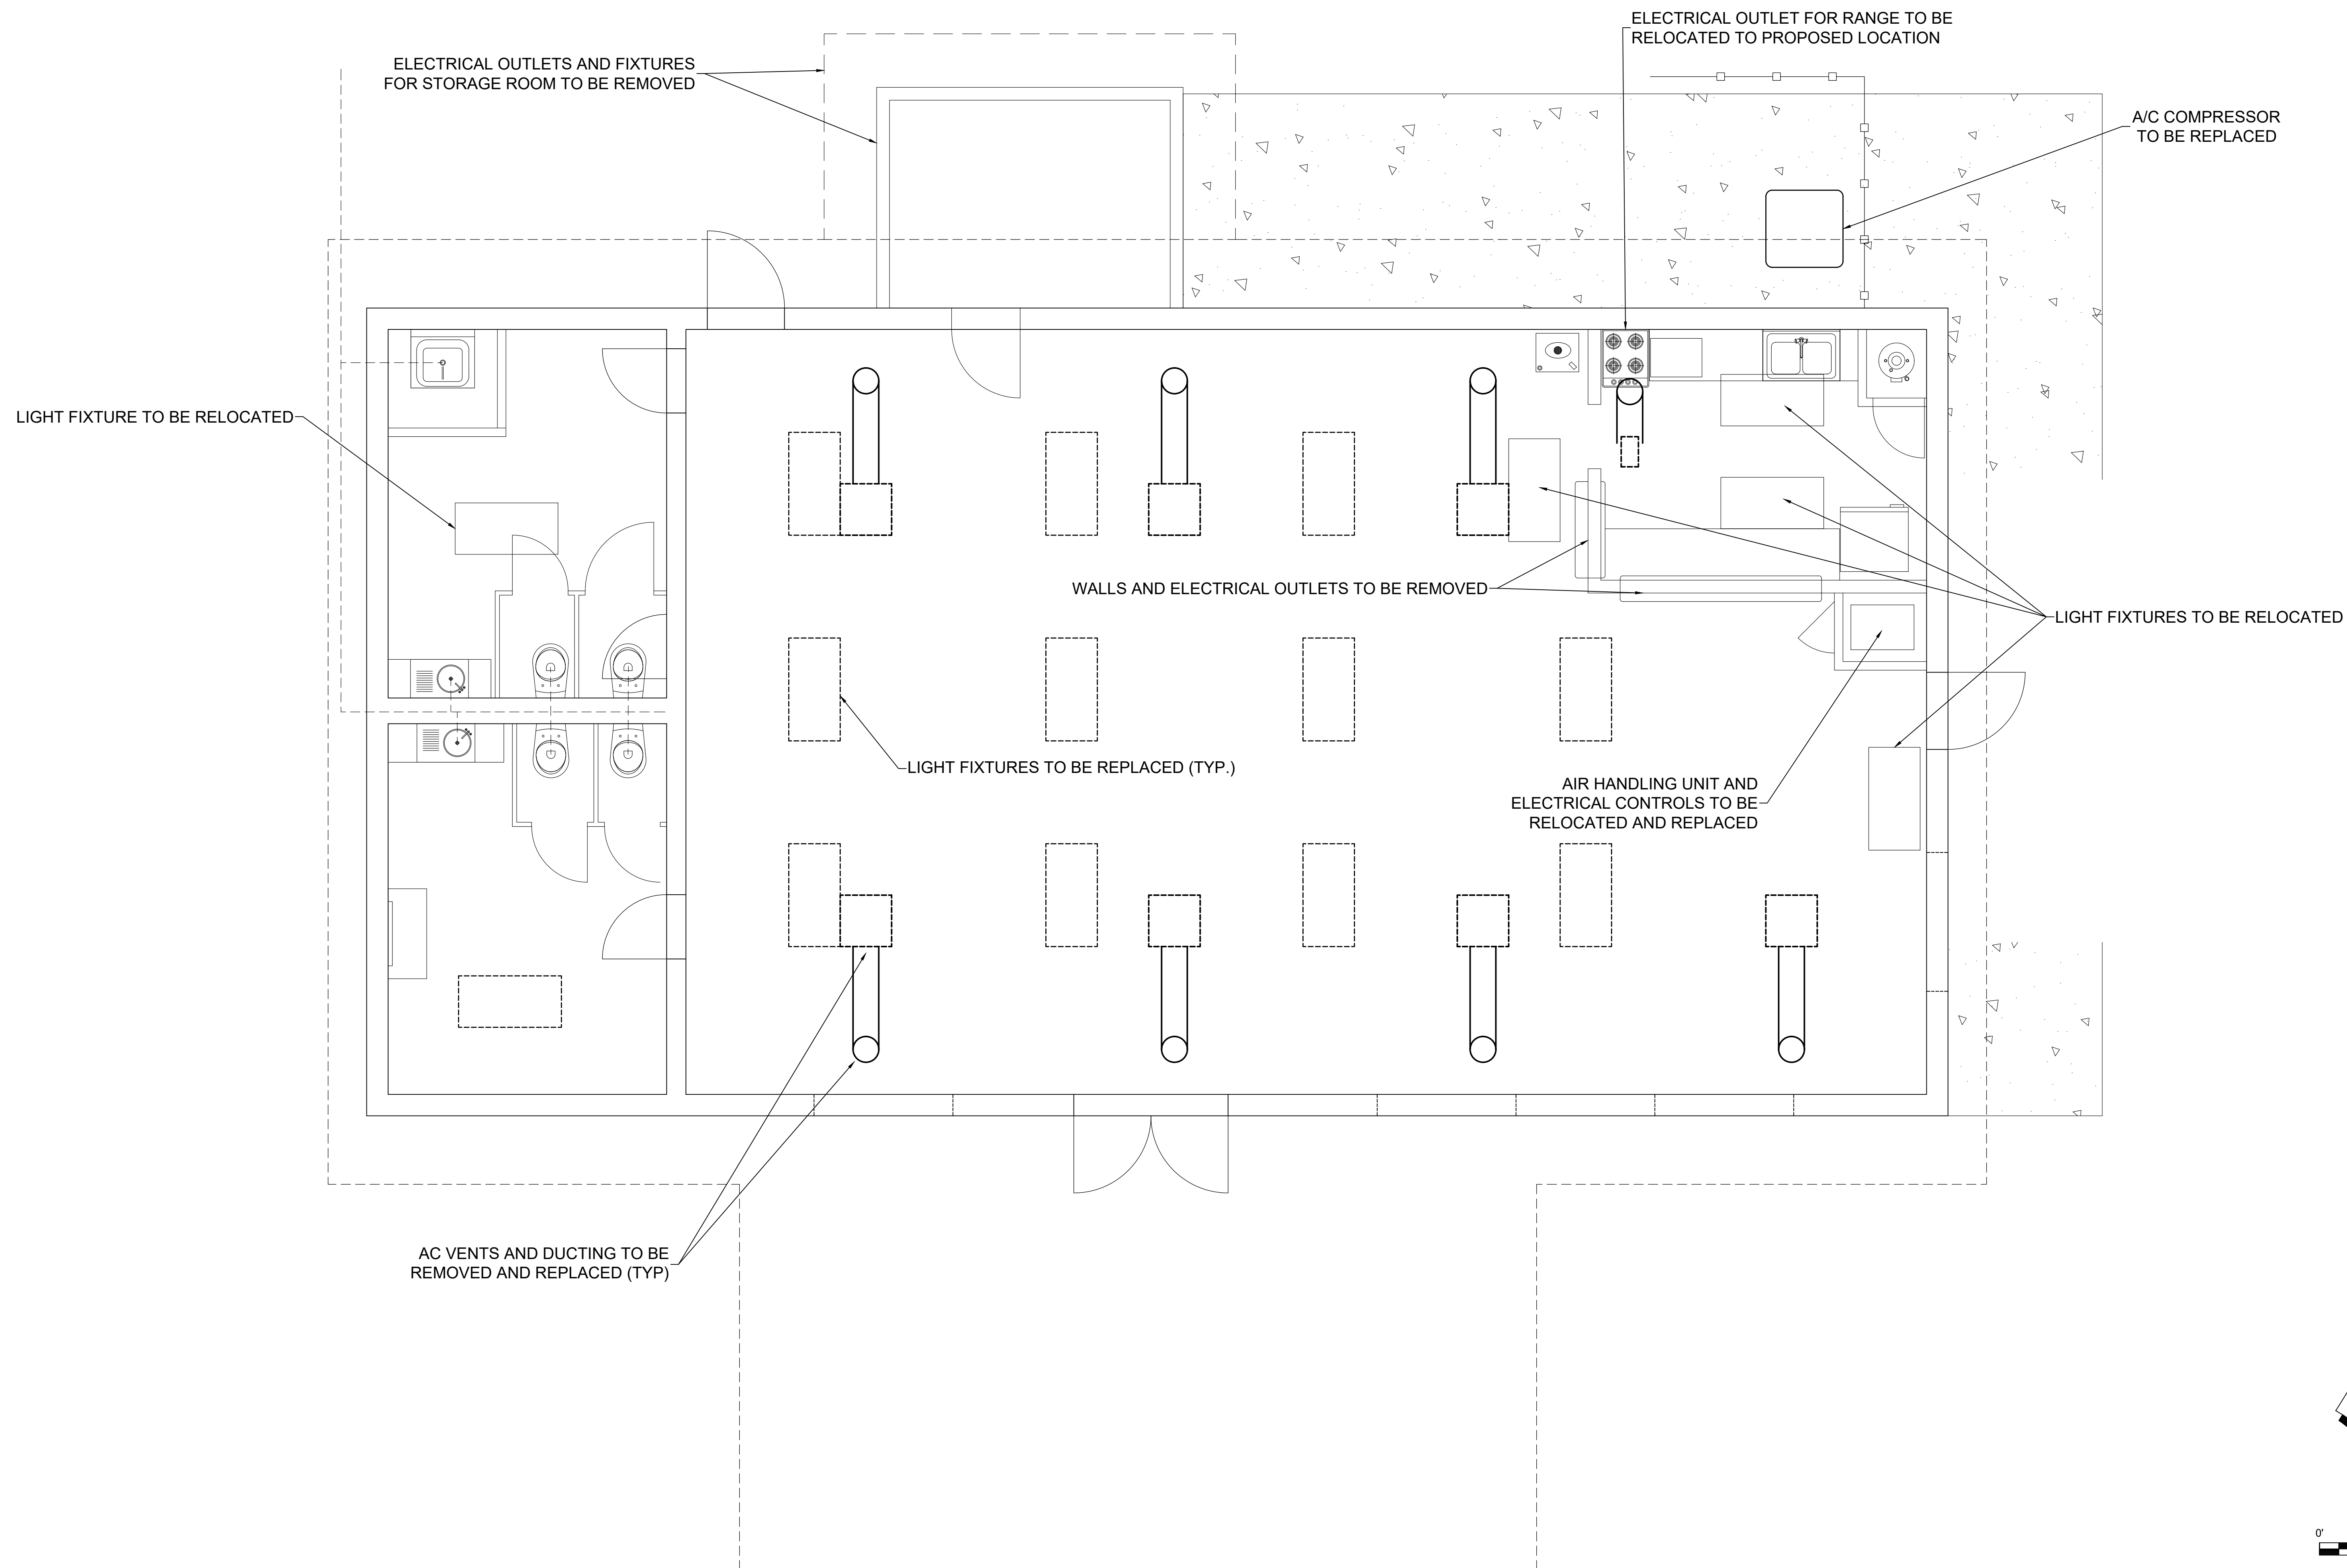 ELECTRICAL OUTLET FOR RANGE TO BE
RELOCATED TO PROPOSED LOCATION
ELECTRICAL OUTLETS AND FIXTURES
FOR STORAGE ROOM TO BE REMOVED
A/C COMPRESSOR
TO BE REPLACED
LIGHT FIXTURE TO BE RELOCATED
WALLS AND ELECTRICAL OUTLETS TO BE REMOVED
LIGHT FIXTURES TO BE RELOCATED
LIGHT FIXTURES TO BE REPLACED (TYP.)
AIR HANDLING UNIT AND
ELECTRICAL CONTROLS TO BE
RELOCATED AND REPLACED
AC VENTS AND DUCTING TO BE
REMOVED AND REPLACED (TYP)
0'